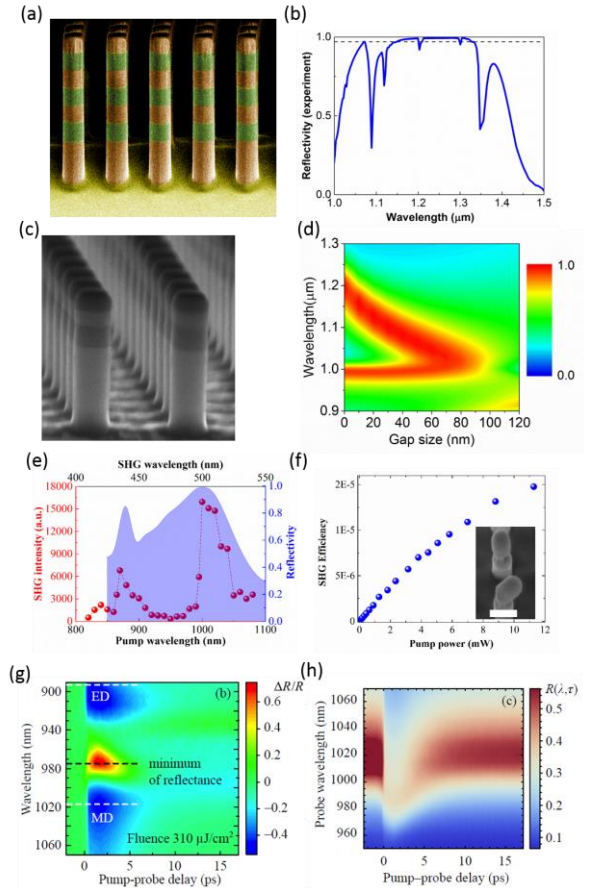 (a)
(b)
1.0
0.5
0.0
1.0 1.1 1.2 1.3 1.4 1.5
Reflectivity (experiment)
Wavelength (μm)
(c)
(d)
1.3
1.2
1.1
1.0
0.9
0 20 40 60 80 100 120
Wavelength(μm)
Gap size (nm)
1.0
0.0
(e)
SHG wavelength (nm)
400 450 500 550
18000
15000
12000
9000
6000
3000
0
SHG intensity (a.u.)
1.0
0.8
0.6
0.4
0.2
0.0
Reflectivity
800 900 1000 1100
Pump wavelength (nm)
(f)
2E-5
1E-5
5E-6
SHG Efficiency
0 2 4 6 8 10 12
Pump power (mW)
(g)
900
940
980
1020
1060
Wavelength (nm)
ED
(b)
minimum
of reflectance
MD
Fluence 310 μJ/cm²
0 5 10 15
Pump-probe delay (ps)
ΔR/R
0.6
0.4
0.2
0
−0.2
−0.4
(h)
1060
1040
1020
1000
980
960
Probe wavelength (nm)
(c)
0 5 10 15
Pump–probe delay (ps)
R(λ,τ)
0.5
0.4
0.3
0.2
0.1